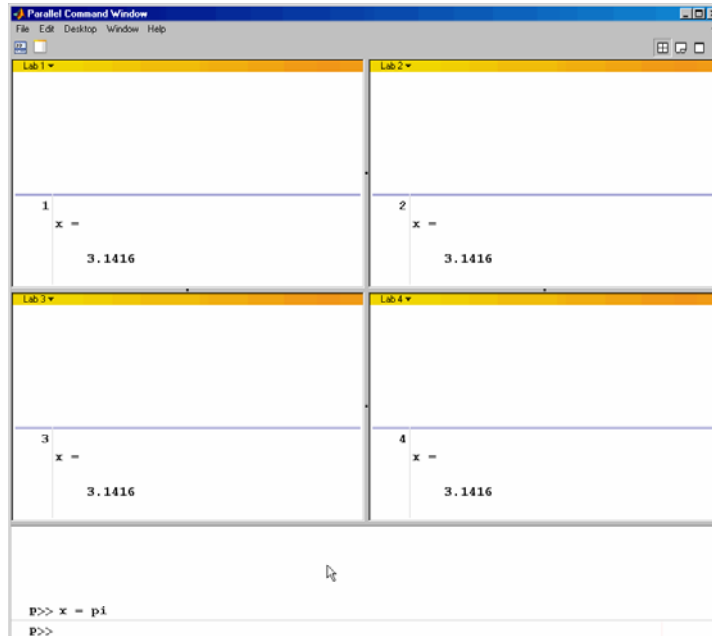 Parallel Command Window
File Edit Desktop Window Help
Lab 1
1
x =
3.1416
Lab 2
2
x =
3.1416
Lab 3
3
x =
3.1416
Lab 4
4
x =
3.1416
P>> x = pi
P>>